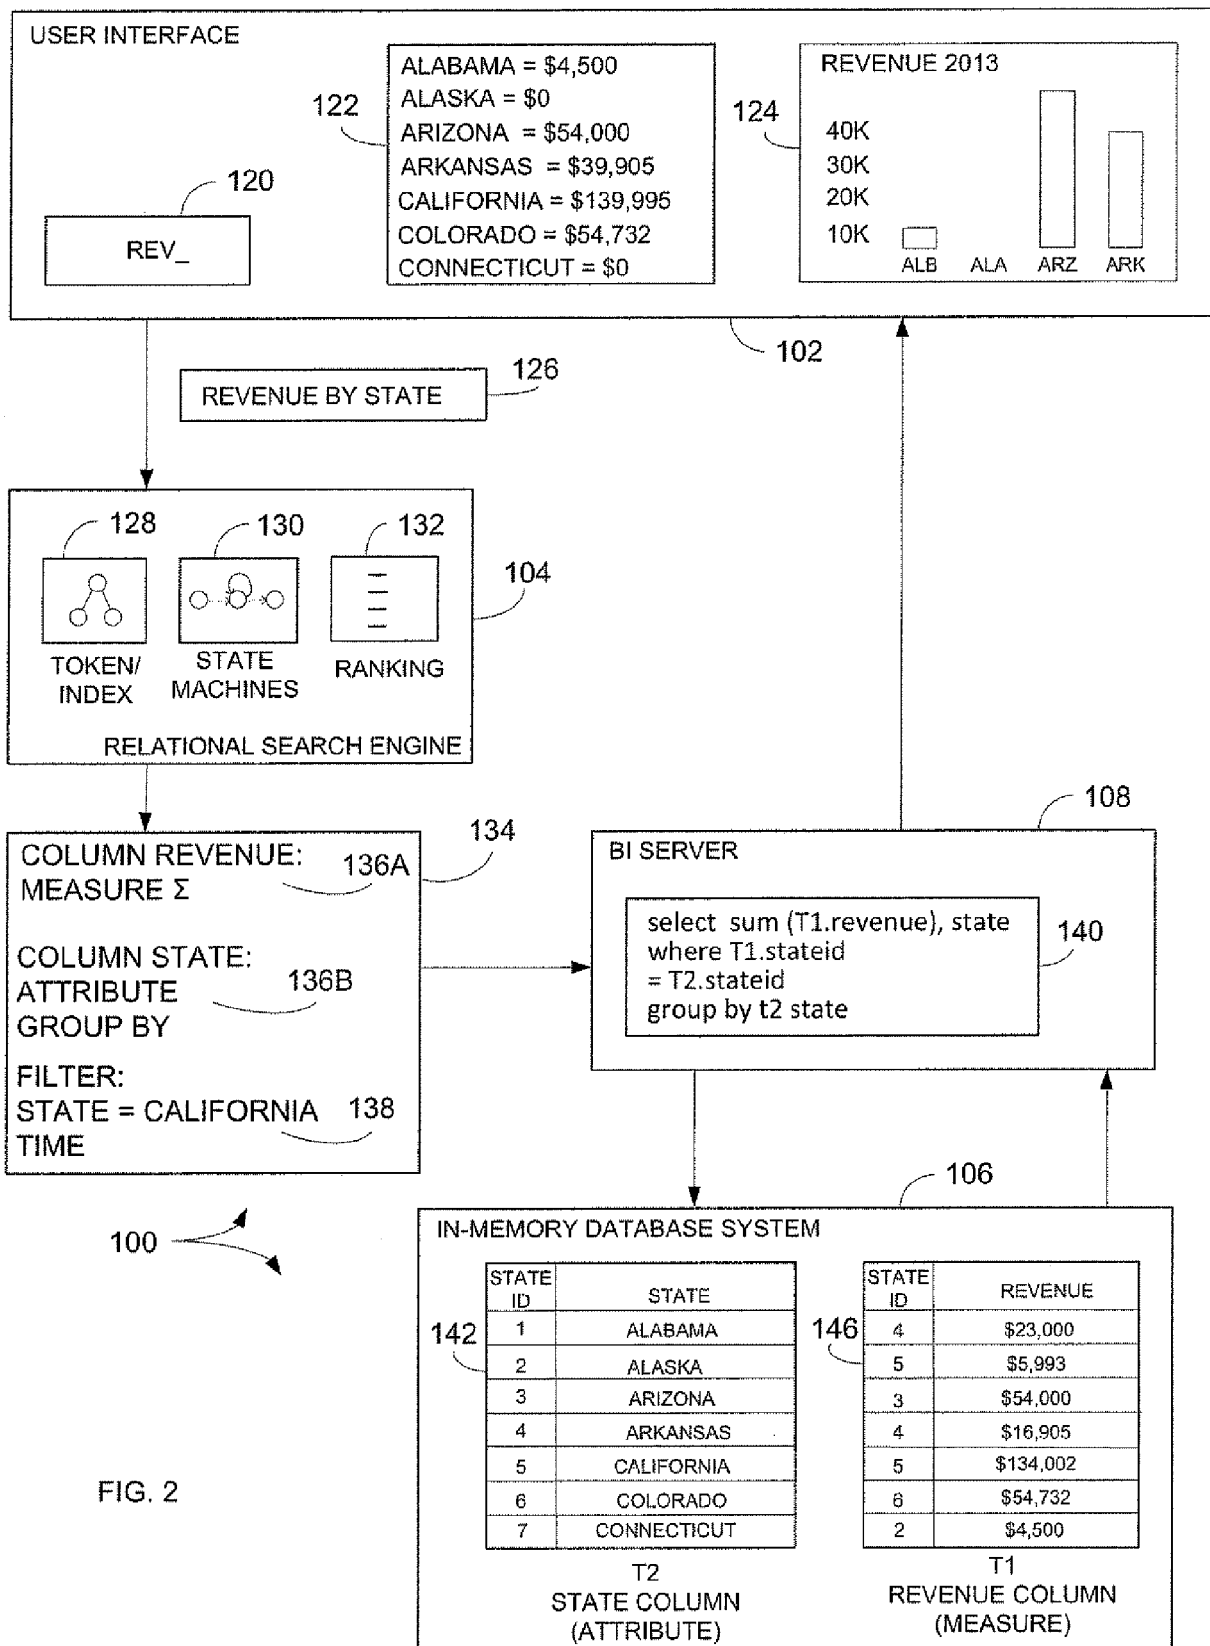 USER INTERFACE
120
REV_
122
ALABAMA = $4,500
ALASKA = $0
ARIZONA = $54,000
ARKANSAS = $39,905
CALIFORNIA = $139,995
COLORADO = $54,732
CONNECTICUT = $0
124
REVENUE 2013
40K
30K
20K
10K
ALB ALA ARZ ARK
102
REVENUE BY STATE
126
128
130
132
104
TOKEN/
INDEX
STATE
MACHINES
RANKING
RELATIONAL SEARCH ENGINE
134
COLUMN REVENUE:
MEASURE Σ
136A
COLUMN STATE:
ATTRIBUTE
GROUP BY
136B
FILTER:
STATE = CALIFORNIA
TIME
138
108
BI SERVER
select sum (T1.revenue), state
where T1.stateid
= T2.stateid
group by t2 state
140
100
106
IN-MEMORY DATABASE SYSTEM
142
STATE
ID
STATE
1 ALABAMA
2 ALASKA
3 ARIZONA
4 ARKANSAS
5 CALIFORNIA
6 COLORADO
7 CONNECTICUT
T2
STATE COLUMN
(ATTRIBUTE)
146
STATE
ID
REVENUE
4 $23,000
5 $5,993
3 $54,000
4 $16,905
5 $134,002
6 $54,732
2 $4,500
T1
REVENUE COLUMN
(MEASURE)
FIG. 2